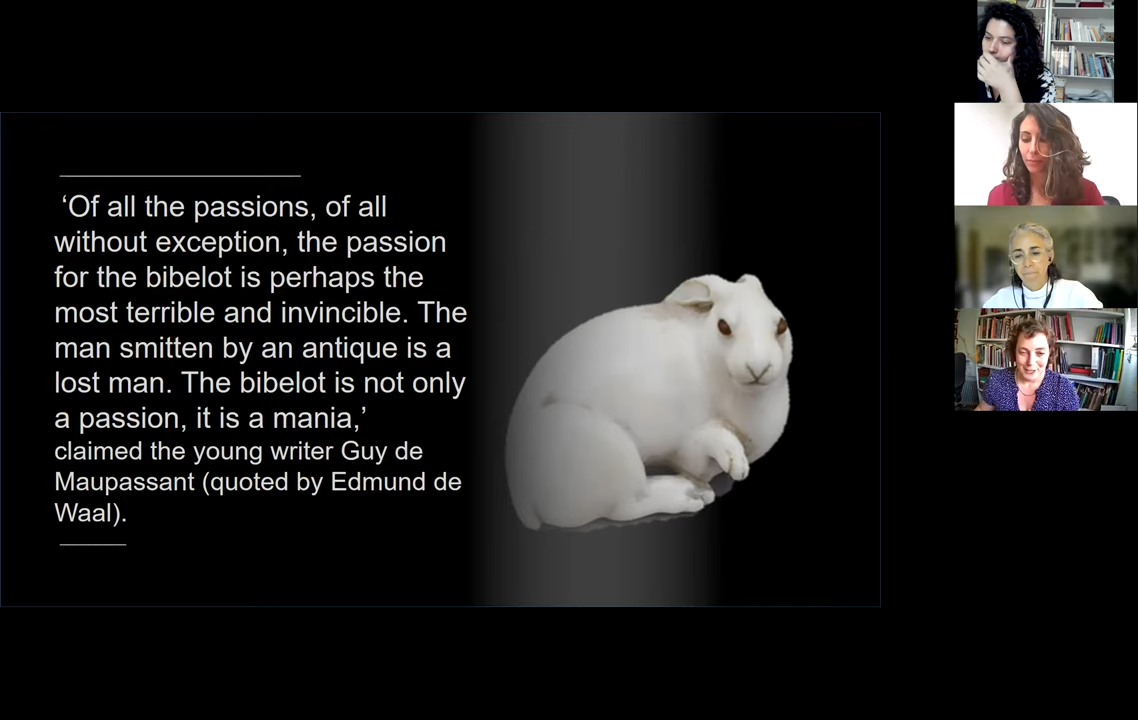 ‘Of all the passions, of all
without exception, the passion
for the bibelot is perhaps the
most terrible and invincible. The
man smitten by an antique is a
lost man. The bibelot is not only
a passion, it is a mania,’
claimed the young writer Guy de
Maupassant (quoted by Edmund de
Waal).